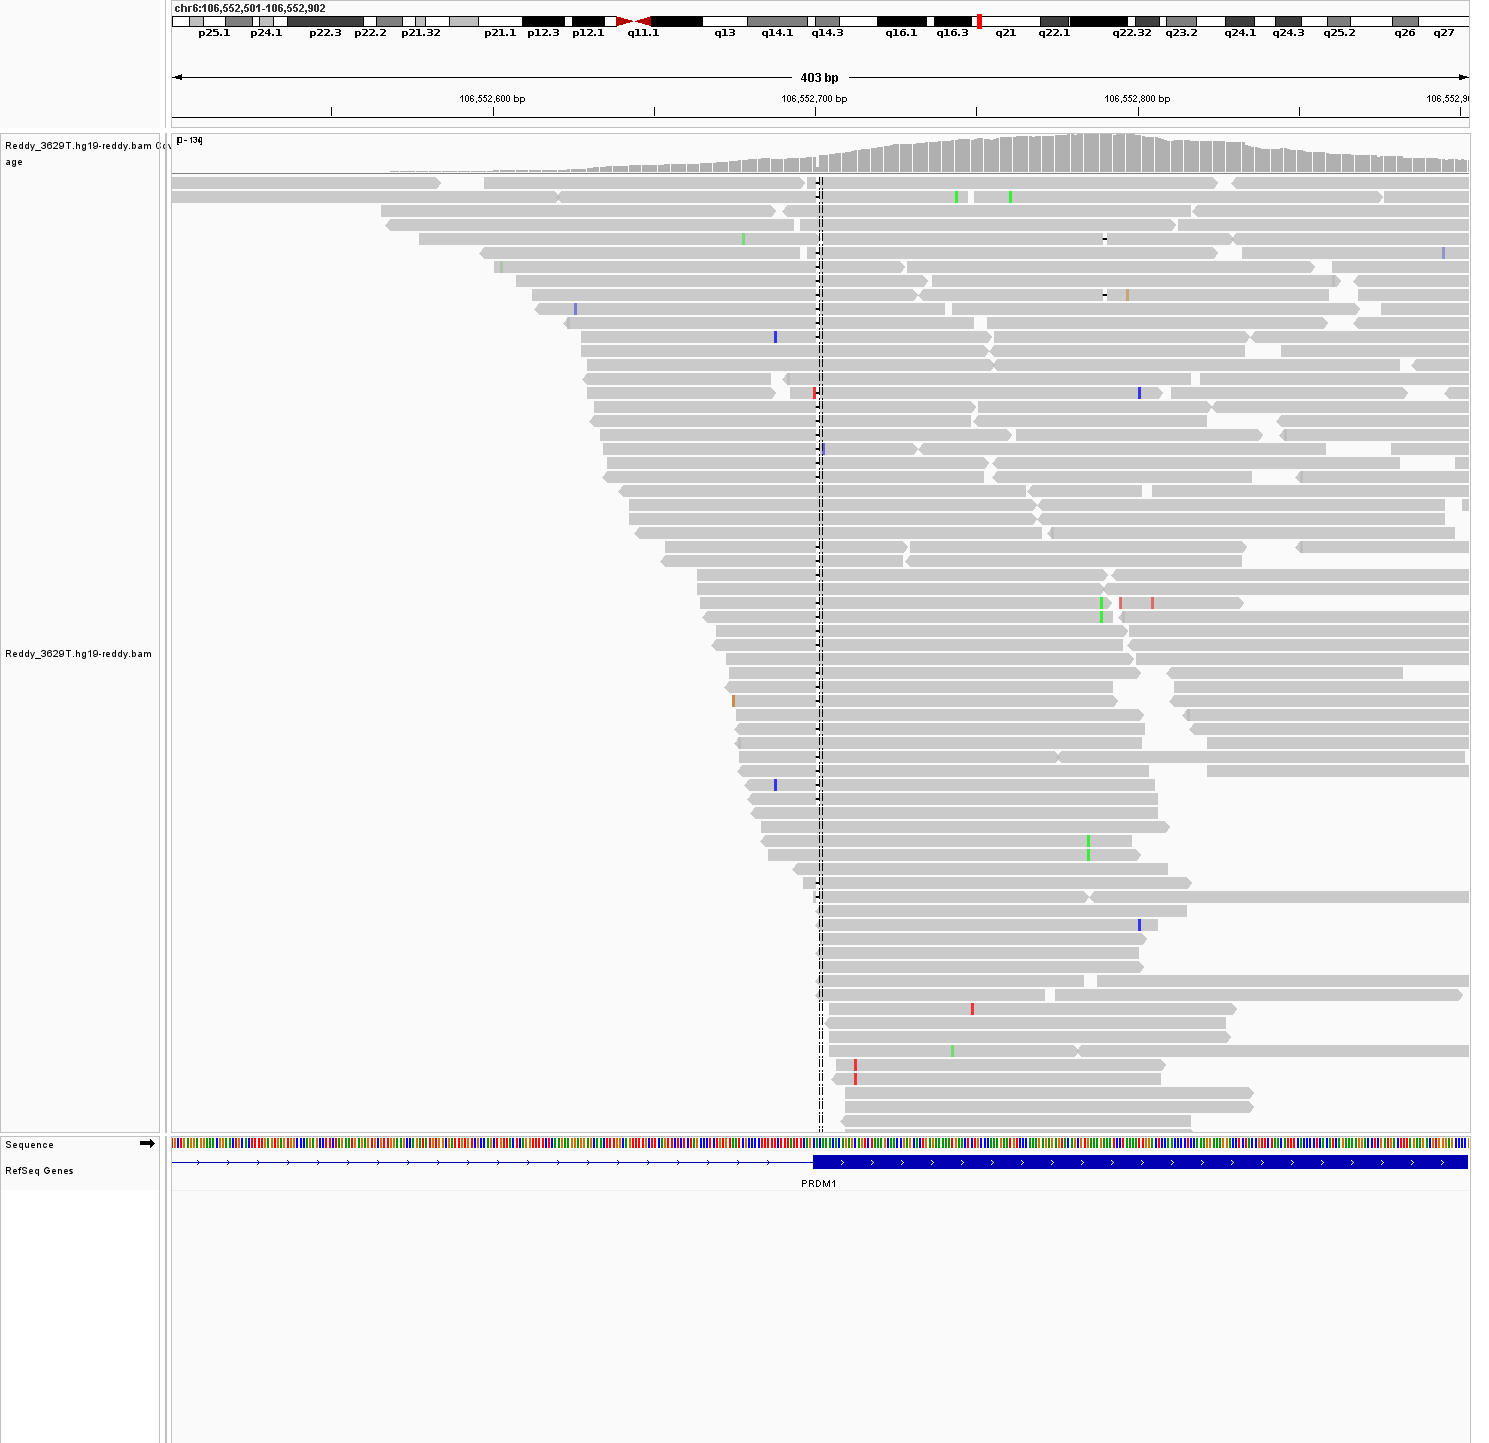 chr6:106,552,501-106,552,902
p25.1 p24.1 p22.3 p22.2 p21.32 p21.1 p12.3 p12.1 q11.1 q13 q14.1 q14.3 q16.1 q16.3 q21 q22.1 q22.32 q23.2 q24.1 q24.3 q25.2 q26 q27
403 bp
106,552,600 bp 106,552,700 bp 106,552,800 bp 106,552,90
Reddy_3629T.hg19-reddy.bam Cov
age
[0 - 134]
Reddy_3629T.hg19-reddy.bam
Sequence
RefSeq Genes
PRDM1